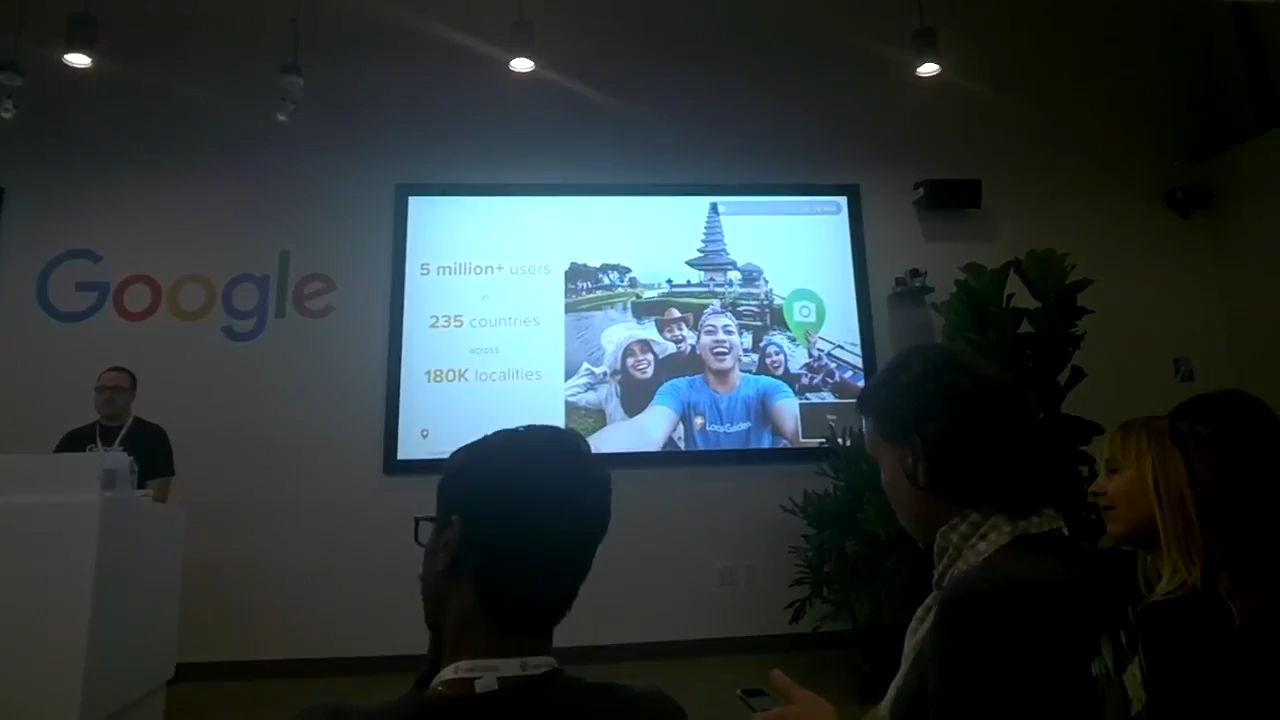 Google
5 million+ users
in
235 countries
across
180K localities
Local Guides